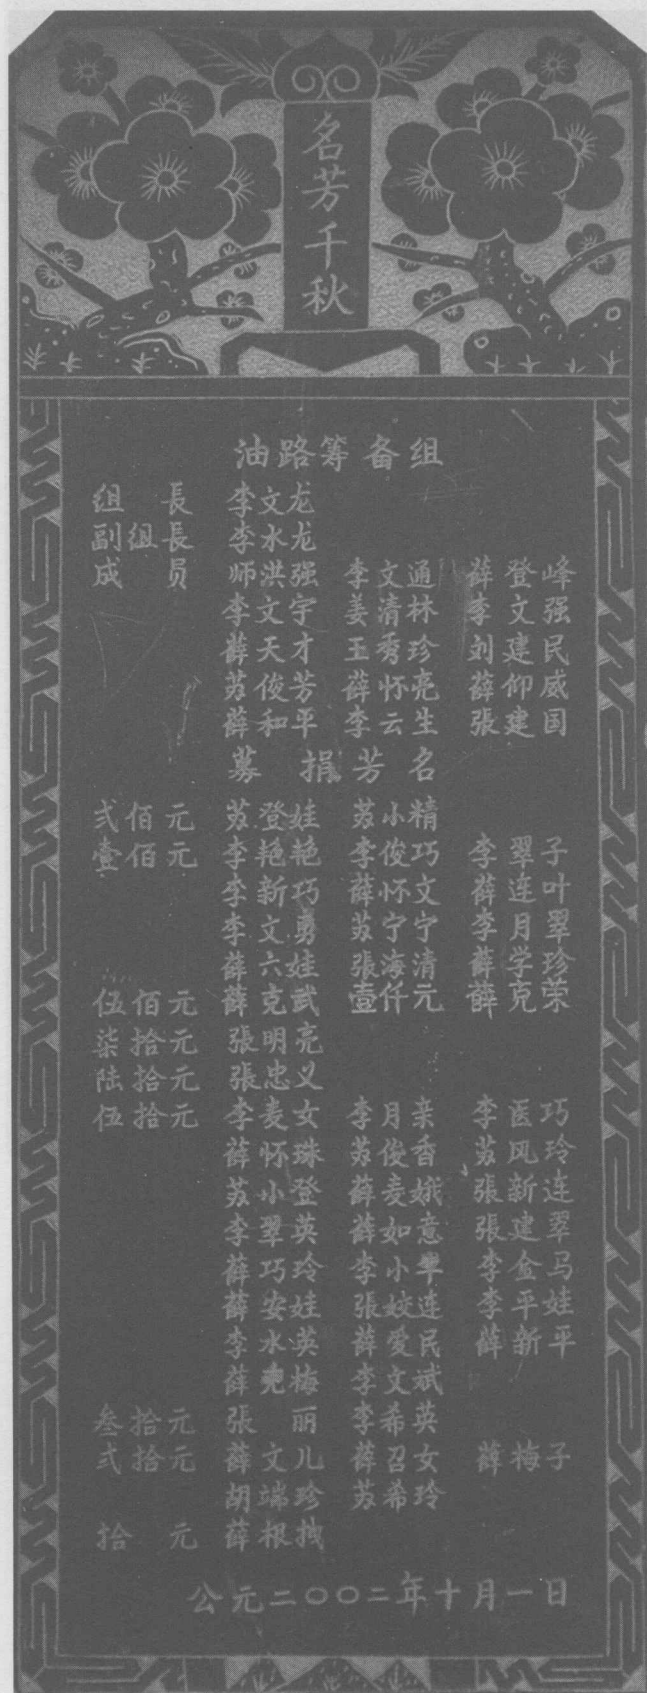 名芳千秋
油路筹备组
组長 李文龙
副组長 李水龙
成员 师洪强 李文通 薛登峰
李文宇 姜清林 李文强
薛天才 王秀珍 刘建民
苏俊芳 薛怀亮 薛仰威
薛和平 李云生 張建国
募捐芳名
弍佰元 苏登娃 苏小精
壹佰元 李艳艳 李俊巧 李翠子
李新巧 薛怀文 薛连叶
李文勇 苏宁宁 李月翠
薛六娃 張海清 薛学珍
伍佰元 薛克武 壹仟元 薛克荣
柒拾元 張明亮
陆拾元 張忠义
伍拾元 李麦女 李月亲 李医巧
薛怀珠 苏俊香 苏风玲
苏小登 薛麦娥 張新连
李翠英 薛如意 張建翠
薛巧玲 李小平 李金马
薛安娃 張姣连 李平娃
李水英 薛爱民 薛新平
薛竞梅 李文斌
叁拾元 張丽 李希英
弍拾元 薛文儿 薛召女 薛梅子
胡端珍 苏希玲
拾元 薛根拽
公元二〇〇二年十月一日